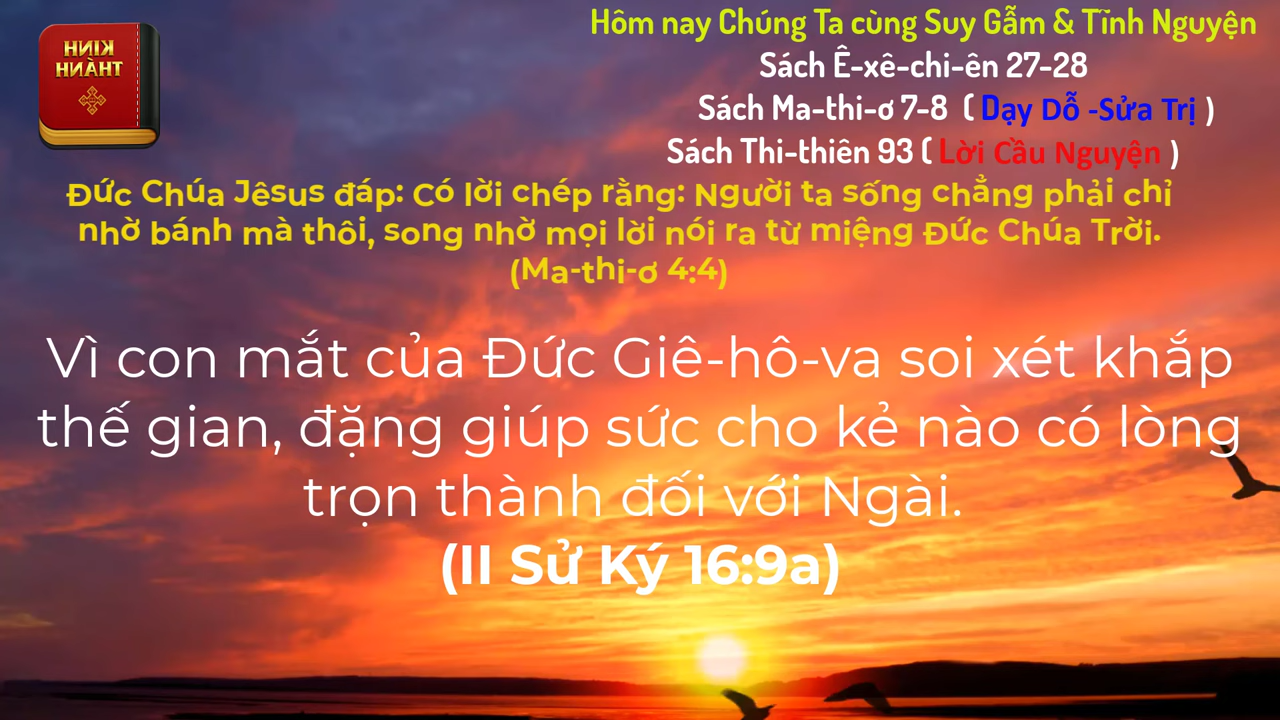 KINH
THÀNH
Hôm nay Chúng Ta cùng Suy Gẫm & Tĩnh Nguyện
Sách Ê-xê-chi-ên 27-28
Sách Ma-thi-ơ 7-8 ( Dạy Dỗ -Sửa Trị )
Sách Thi-thiên 93 ( Lời Cầu Nguyện )
Đức Chúa Jêsus đáp: Có lời chép rằng: Người ta sống chẳng phải chỉ
nhờ bánh mà thôi, song nhờ mọi lời nói ra từ miệng Đức Chúa Trời.
(Ma-thi-ơ 4:4)
Vì con mắt của Đức Giê-hô-va soi xét khắp
thế gian, đặng giúp sức cho kẻ nào có lòng
trọn thành đối với Ngài.
(II Sử Ký 16:9a)